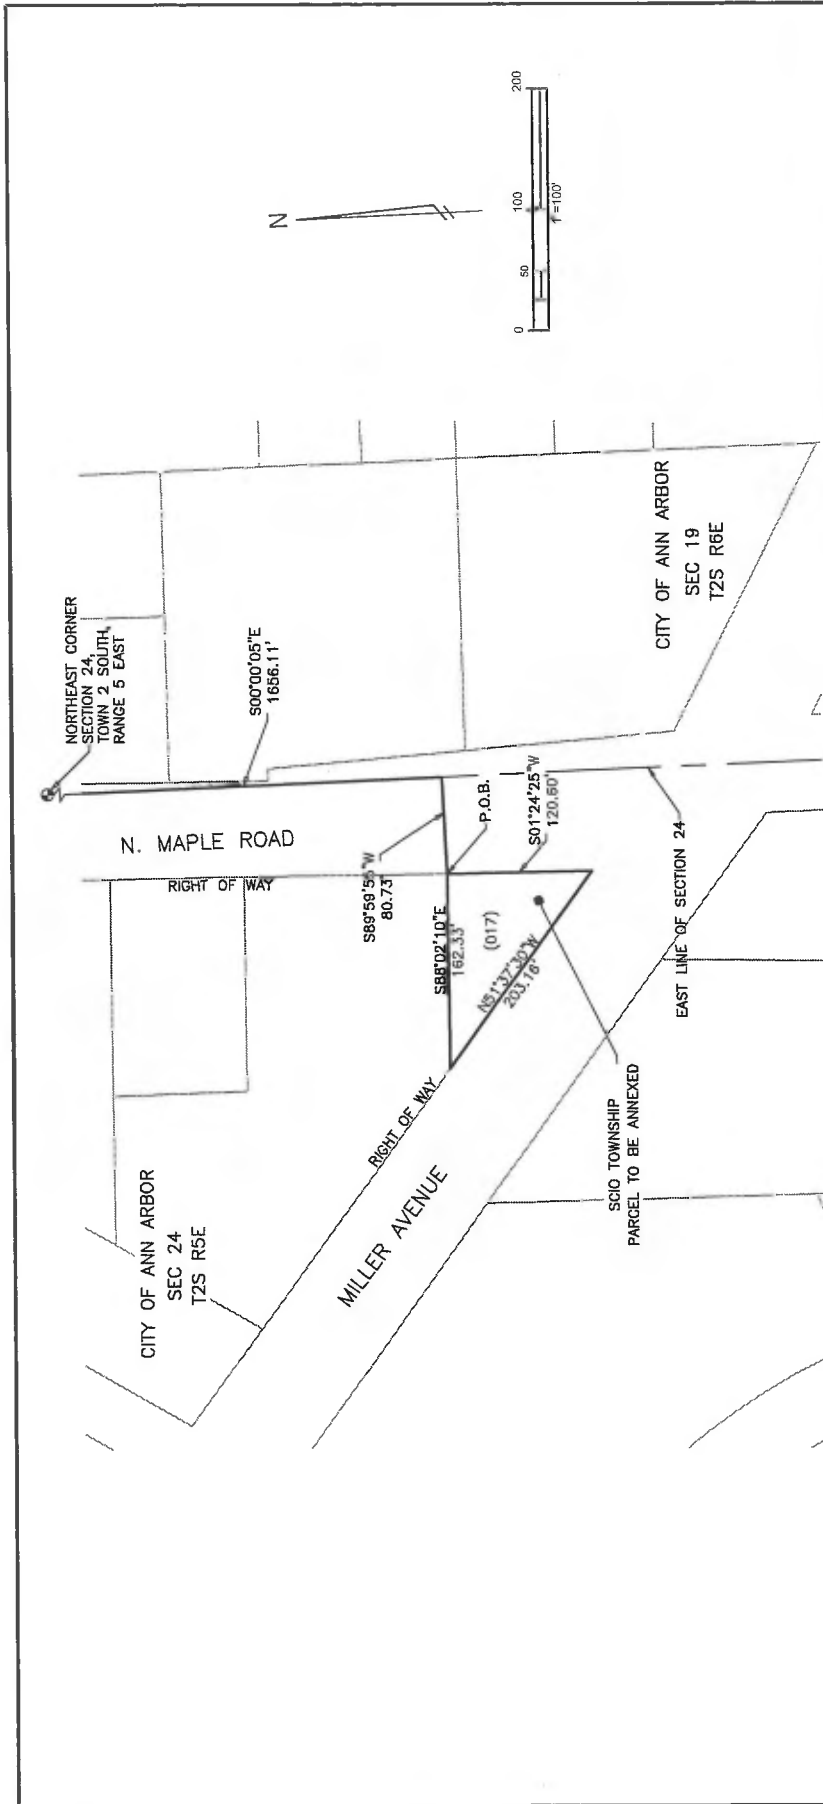 NORTHEAST CORNER
SECTION 24,
TOWN 2 SOUTH,
RANGE 5 EAST
N
0
50
100
200
1"=100'
S00°00'05"E
1656.11'
N. MAPLE ROAD
RIGHT OF WAY
S89°59'55"W
80.73'
P.O.B.
S88°02'10"E
162.33'
(017)
S01°24'25"W
120.60'
N51°37'30"W
203.16'
CITY OF ANN ARBOR
SEC 19
T2S R6E
CITY OF ANN ARBOR
SEC 24
T2S R5E
RIGHT OF WAY
MILLER AVENUE
EAST LINE OF SECTION 24
SCIO TOWNSHIP
PARCEL TO BE ANNEXED